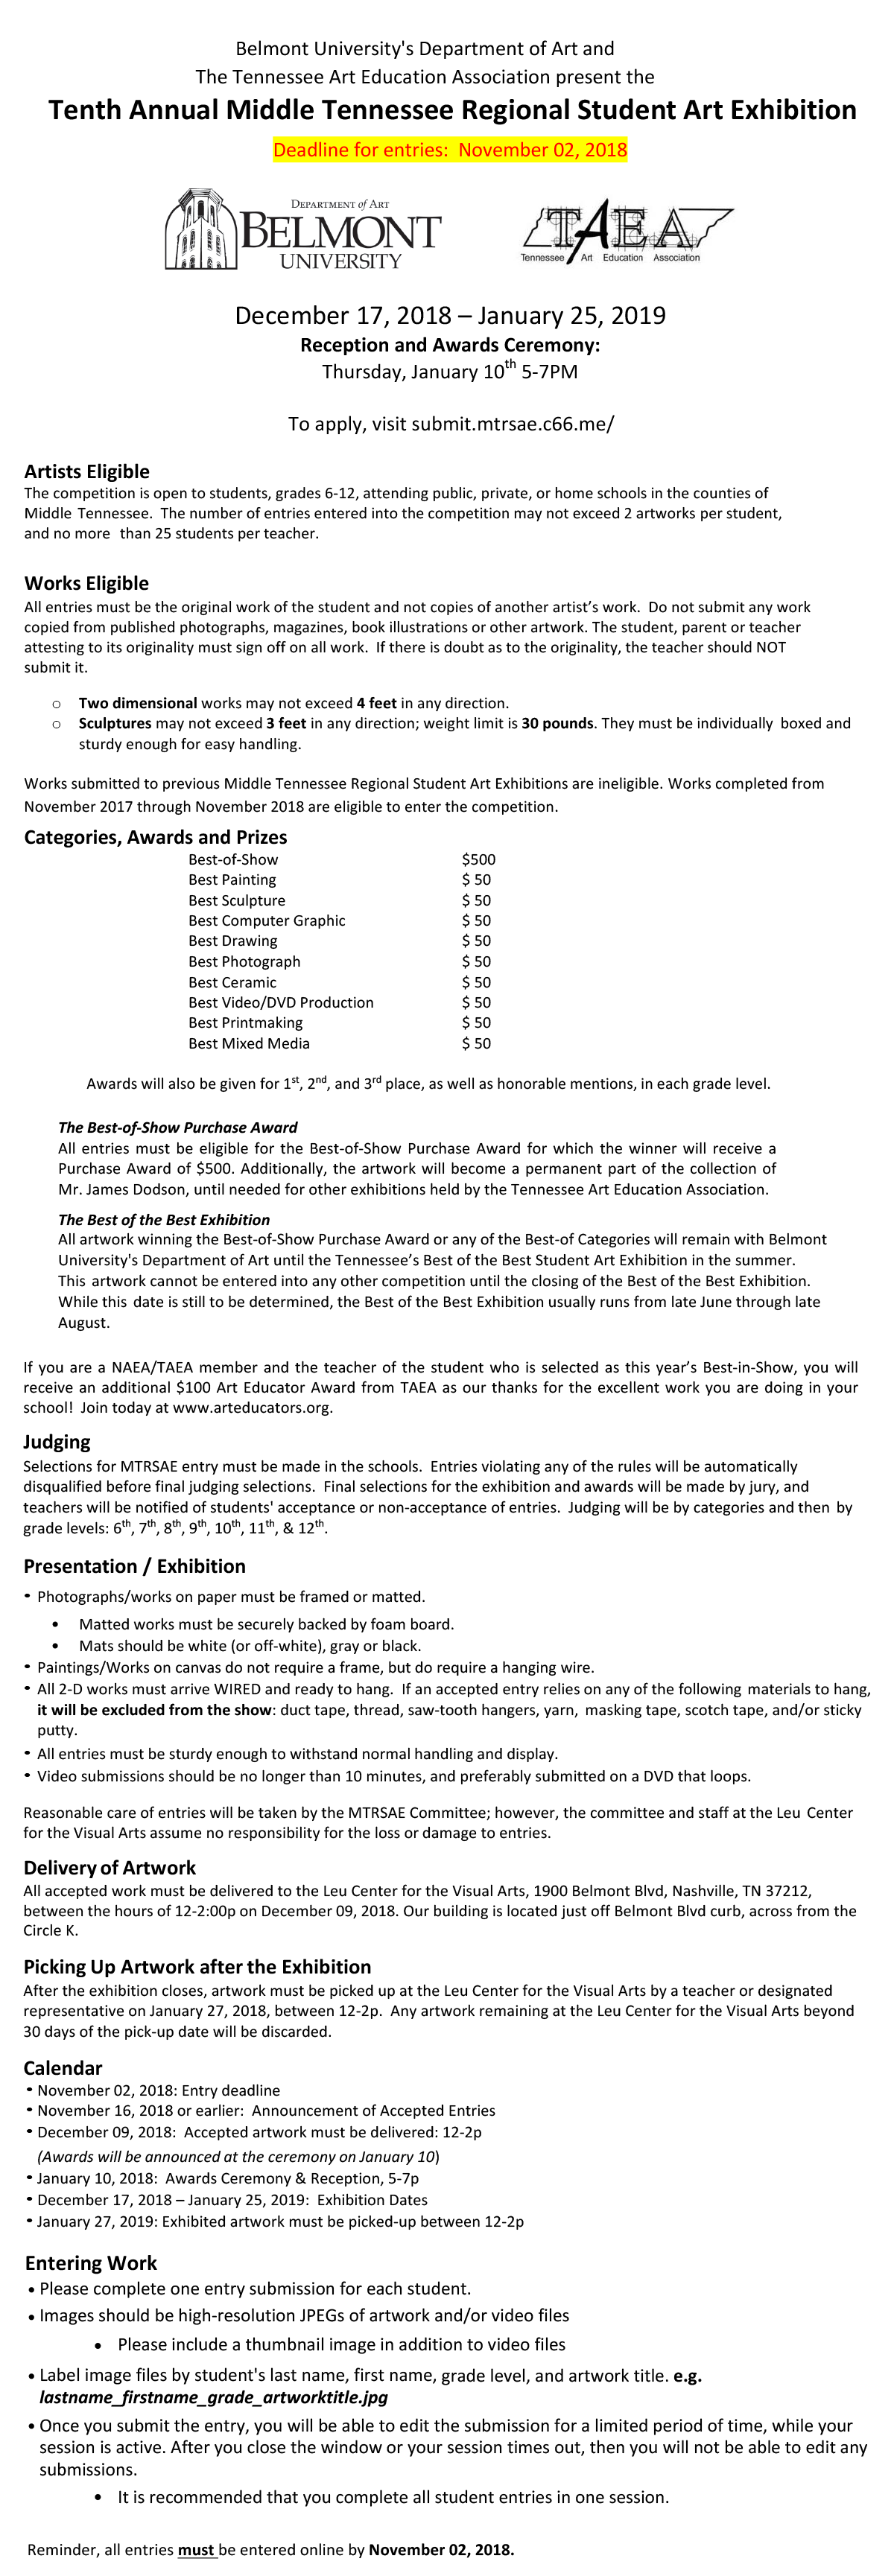 Belmont University's Department of Art and
The Tennessee Art Education Association present the
Tenth Annual Middle Tennessee Regional Student Art Exhibition
Deadline for entries:  November 02, 2018
DEPARTMENT of ART
BELMONT
UNIVERSITY
TAEA
Tennessee Art Education Association
December 17, 2018 – January 25, 2019
Reception and Awards Ceremony:
Thursday, January 10th 5-7PM
To apply, visit submit.mtrsae.c66.me/
Artists Eligible
The competition is open to students, grades 6-12, attending public, private, or home schools in the counties of
Middle Tennessee.  The number of entries entered into the competition may not exceed 2 artworks per student,
and no more  than 25 students per teacher.
Works Eligible
All entries must be the original work of the student and not copies of another artist’s work.  Do not submit any work
copied from published photographs, magazines, book illustrations or other artwork. The student, parent or teacher
attesting to its originality must sign off on all work.  If there is doubt as to the originality, the teacher should NOT
submit it.
o Two dimensional works may not exceed 4 feet in any direction.
o Sculptures may not exceed 3 feet in any direction; weight limit is 30 pounds. They must be individually  boxed and
sturdy enough for easy handling.
Works submitted to previous Middle Tennessee Regional Student Art Exhibitions are ineligible. Works completed from
November 2017 through November 2018 are eligible to enter the competition.
Categories, Awards and Prizes
Best-of-Show $500
Best Painting $ 50
Best Sculpture $ 50
Best Computer Graphic $ 50
Best Drawing $ 50
Best Photograph $ 50
Best Ceramic $ 50
Best Video/DVD Production $ 50
Best Printmaking $ 50
Best Mixed Media $ 50
Awards will also be given for 1st, 2nd, and 3rd place, as well as honorable mentions, in each grade level.
The Best-of-Show Purchase Award
All entries must be eligible for the Best-of-Show Purchase Award for which the winner will receive a
Purchase Award of $500. Additionally, the artwork will become a permanent part of the collection of
Mr. James Dodson, until needed for other exhibitions held by the Tennessee Art Education Association.
The Best of the Best Exhibition
All artwork winning the Best-of-Show Purchase Award or any of the Best-of Categories will remain with Belmont
University's Department of Art until the Tennessee’s Best of the Best Student Art Exhibition in the summer.
This artwork cannot be entered into any other competition until the closing of the Best of the Best Exhibition.
While this date is still to be determined, the Best of the Best Exhibition usually runs from late June through late
August.
If you are a NAEA/TAEA member and the teacher of the student who is selected as this year’s Best-in-Show, you will
receive an additional $100 Art Educator Award from TAEA as our thanks for the excellent work you are doing in your
school!  Join today at www.arteducators.org.
Judging
Selections for MTRSAE entry must be made in the schools.  Entries violating any of the rules will be automatically
disqualified before final judging selections.  Final selections for the exhibition and awards will be made by jury, and
teachers will be notified of students' acceptance or non-acceptance of entries.  Judging will be by categories and then by
grade levels: 6th, 7th, 8th, 9th, 10th, 11th, & 12th.
Presentation / Exhibition
• Photographs/works on paper must be framed or matted.
• Matted works must be securely backed by foam board.
• Mats should be white (or off-white), gray or black.
• Paintings/Works on canvas do not require a frame, but do require a hanging wire.
• All 2-D works must arrive WIRED and ready to hang.  If an accepted entry relies on any of the following materials to hang,
it will be excluded from the show: duct tape, thread, saw-tooth hangers, yarn,  masking tape, scotch tape, and/or sticky
putty.
• All entries must be sturdy enough to withstand normal handling and display.
• Video submissions should be no longer than 10 minutes, and preferably submitted on a DVD that loops.
Reasonable care of entries will be taken by the MTRSAE Committee; however, the committee and staff at the Leu Center
for the Visual Arts assume no responsibility for the loss or damage to entries.
Delivery of Artwork
All accepted work must be delivered to the Leu Center for the Visual Arts, 1900 Belmont Blvd, Nashville, TN 37212,
between the hours of 12-2:00p on December 09, 2018. Our building is located just off Belmont Blvd curb, across from the
Circle K.
Picking Up Artwork after the Exhibition
After the exhibition closes, artwork must be picked up at the Leu Center for the Visual Arts by a teacher or designated
representative on January 27, 2018, between 12-2p.  Any artwork remaining at the Leu Center for the Visual Arts beyond
30 days of the pick-up date will be discarded.
Calendar
• November 02, 2018: Entry deadline
• November 16, 2018 or earlier:  Announcement of Accepted Entries
• December 09, 2018:  Accepted artwork must be delivered: 12-2p
(Awards will be announced at the ceremony on January 10)
• January 10, 2018:  Awards Ceremony & Reception, 5-7p
• December 17, 2018 – January 25, 2019:  Exhibition Dates
• January 27, 2019: Exhibited artwork must be picked-up between 12-2p
Entering Work
• Please complete one entry submission for each student.
• Images should be high-resolution JPEGs of artwork and/or video files
• Please include a thumbnail image in addition to video files
• Label image files by student's last name, first name, grade level, and artwork title. e.g.
lastname_firstname_grade_artworktitle.jpg
• Once you submit the entry, you will be able to edit the submission for a limited period of time, while your
session is active. After you close the window or your session times out, then you will not be able to edit any
submissions.
• It is recommended that you complete all student entries in one session.
Reminder, all entries must be entered online by November 02, 2018.